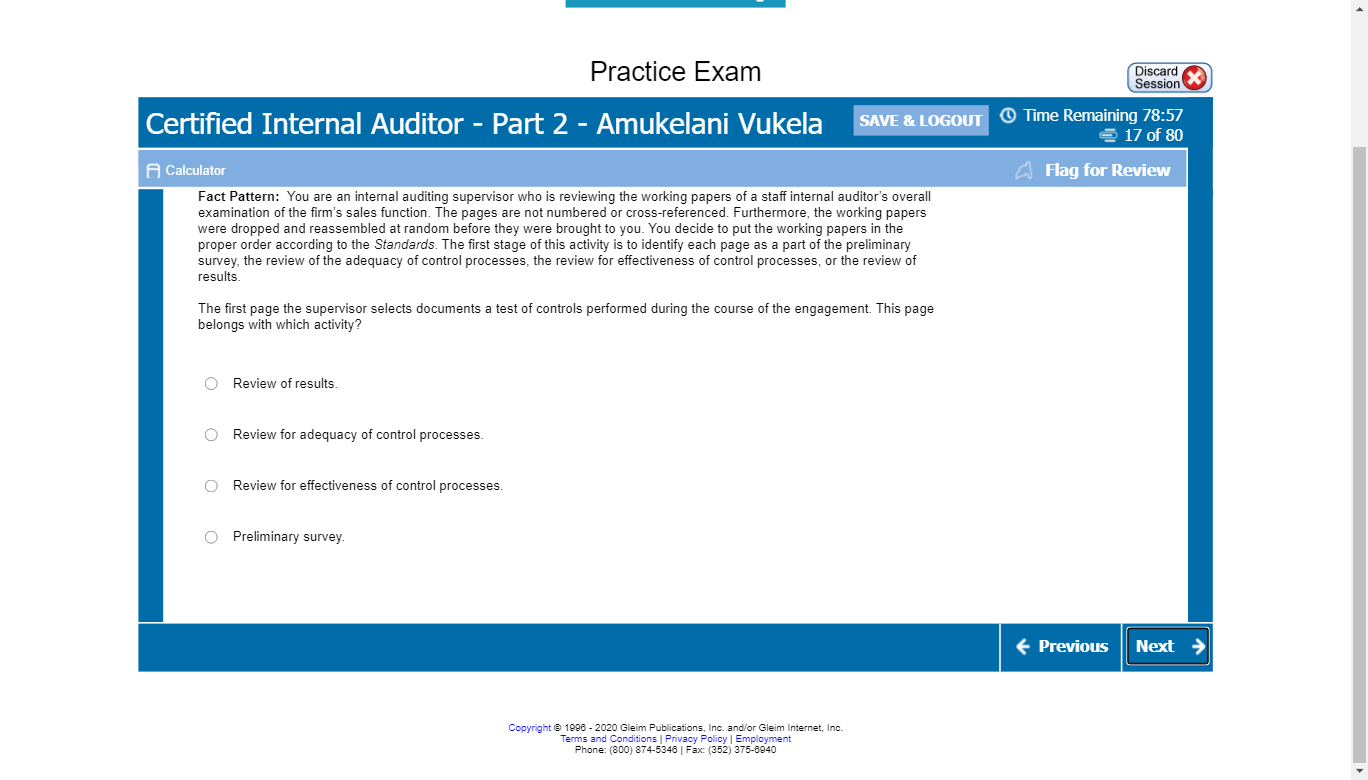 Practice Exam
Discard
Session
Certified Internal Auditor - Part 2 - Amukelani Vukela
SAVE & LOGOUT
Time Remaining 78:57
17 of 80
Calculator
Flag for Review
Fact Pattern: You are an internal auditing supervisor who is reviewing the working papers of a staff internal auditor's overall
examination of the firm's sales function. The pages are not numbered or cross-referenced. Furthermore, the working papers
were dropped and reassembled at random before they were brought to you. You decide to put the working papers in the
proper order according to the Standards. The first stage of this activity is to identify each page as a part of the preliminary
survey, the review of the adequacy of control processes, the review for effectiveness of control processes, or the review of
results.
The first page the supervisor selects documents a test of controls performed during the course of the engagement. This page
belongs with which activity?
Review of results.
Review for adequacy of control processes.
Review for effectiveness of control processes.
Preliminary survey.
Previous
Next
Copyright © 1996 - 2020 Gleim Publications, Inc. and/or Gleim Internet, Inc.
Terms and Conditions | Privacy Policy | Employment
Phone: (800) 874-5346 | Fax: (352) 375-6940